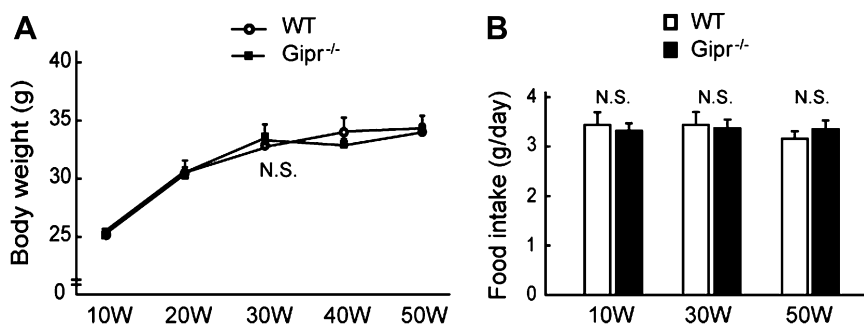 A
WT
Gipr-/-
Body weight (g)
40
35
30
25
0
N.S.
10W 20W 30W 40W 50W
B
WT
Gipr-/-
Food intake (g/day)
4
3
2
1
0
N.S. N.S. N.S.
10W 30W 50W